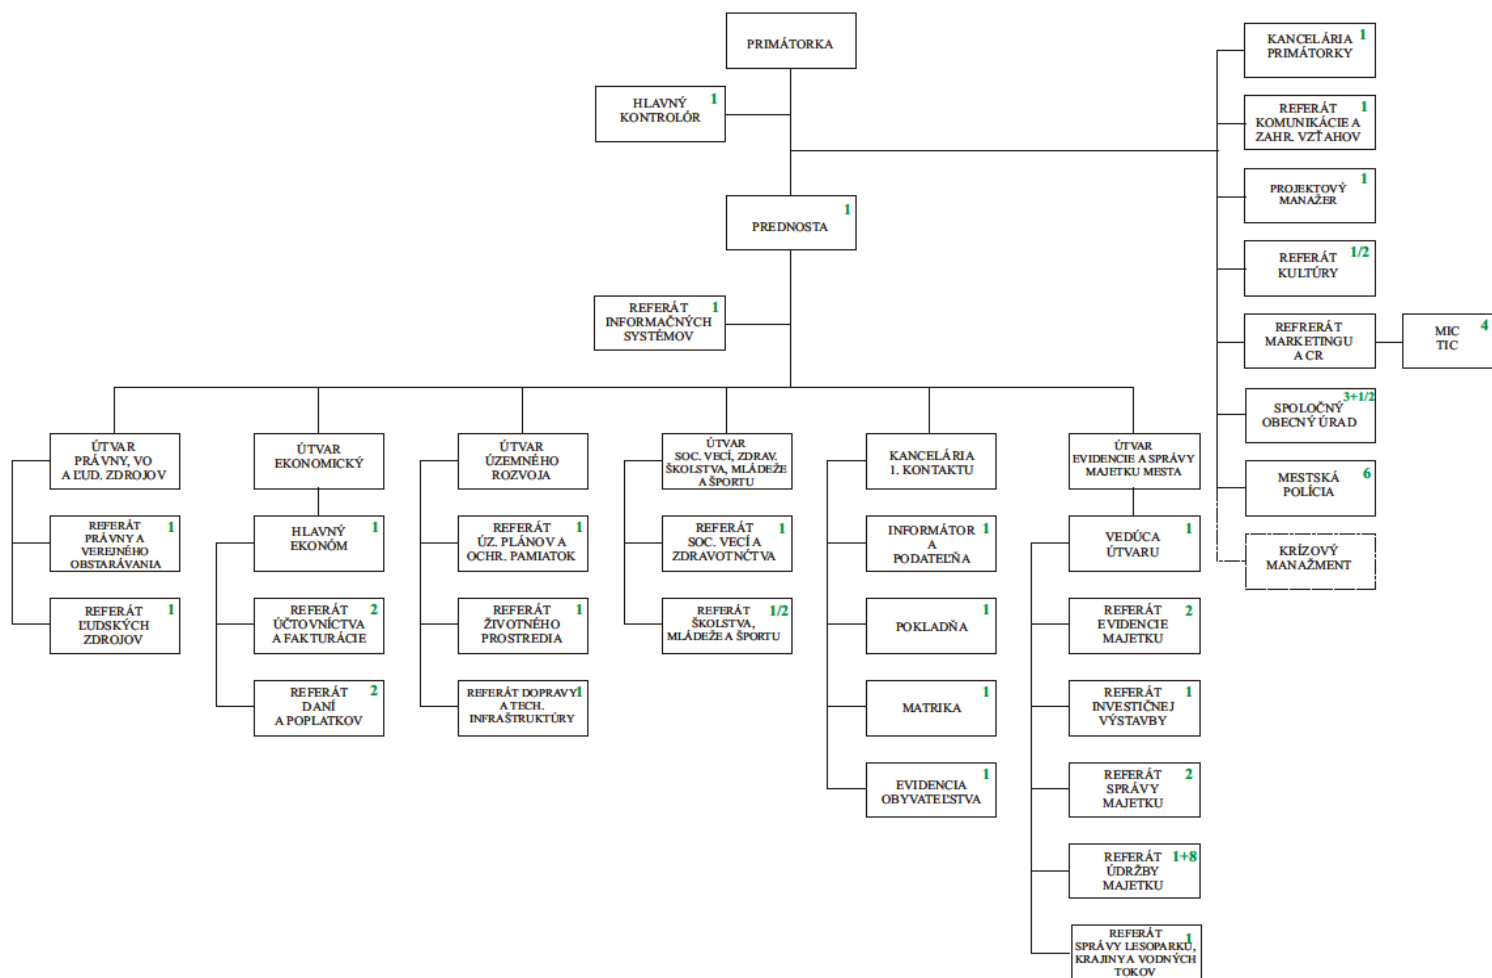 PRIMÁTORKA
HLAVNÝ 1
KONTROLÓR
PREDNOSTA 1
REFERÁT 1
INFORMAČNÝCH
SYSTÉMOV
KANCELÁRIA 1
PRIMÁTORKY
REFERÁT 1
KOMUNIKÁCIE A
ZAHR. VZŤAHOV
PROJEKTOVÝ 1
MANAŽER
REFERÁT 1/2
KULTÚRY
REFRERÁT
MARKETINGU
A CR
MIC 4
TIC
3+1/2
SPOLOČNÝ
OBECNÝ ÚRAD
MESTSKÁ 6
POLÍCIA
KRÍZOVÝ
MANAŽMENT
ÚTVAR
PRÁVNY, VO
A ĽUD. ZDROJOV
REFERÁT 1
PRÁVNY A
VEREJNÉHO
OBSTARÁVANIA
REFERÁT 1
ĽUDSKÝCH
ZDROJOV
ÚTVAR
EKONOMICKÝ
HLAVNÝ 1
EKONÓM
REFERÁT 2
ÚČTOVNÍCTVA
A FAKTURÁCIE
REFERÁT 2
DANÍ
A POPLATKOV
ÚTVAR
ÚZEMNÉHO
ROZVOJA
REFERÁT 1
ÚZ. PLÁNOV A
OCHR. PAMIATOK
REFERÁT 1
ŽIVOTNÉHO
PROSTREDIA
REFERÁT DOPRAVY 1
A TECH.
INFRAŠTRUKTÚRY
ÚTVAR
SOC. VECÍ, ZDRAV.
ŠKOLSTVA, MLÁDEŽE
A ŠPORTU
REFERÁT 1
SOC. VECÍ A
ZDRAVOTNĆTVA
REFERÁT 1/2
ŠKOLSTVA,
MLÁDEŽE A ŠPORTU
KANCELÁRIA
1. KONTAKTU
INFORMÁTOR 1
A
PODATEĽŇA
POKLADŇA 1
MATRIKA 1
EVIDENCIA 1
OBYVATEĽSTVA
ÚTVAR
EVIDENCIE A SPRÁVY
MAJETKU MESTA
VEDÚCA 1
ÚTVARU
REFERÁT 2
EVIDENCIE
MAJETKU
REFERÁT 1
INVESTIČNEJ
VÝSTAVBY
REFERÁT 2
SPRÁVY
MAJETKU
REFERÁT 1+8
ÚDRŽBY
MAJETKU
REFERÁT 1
SPRÁVY LESOPARKU,
KRAJINY A VODNÝCH
TOKOV